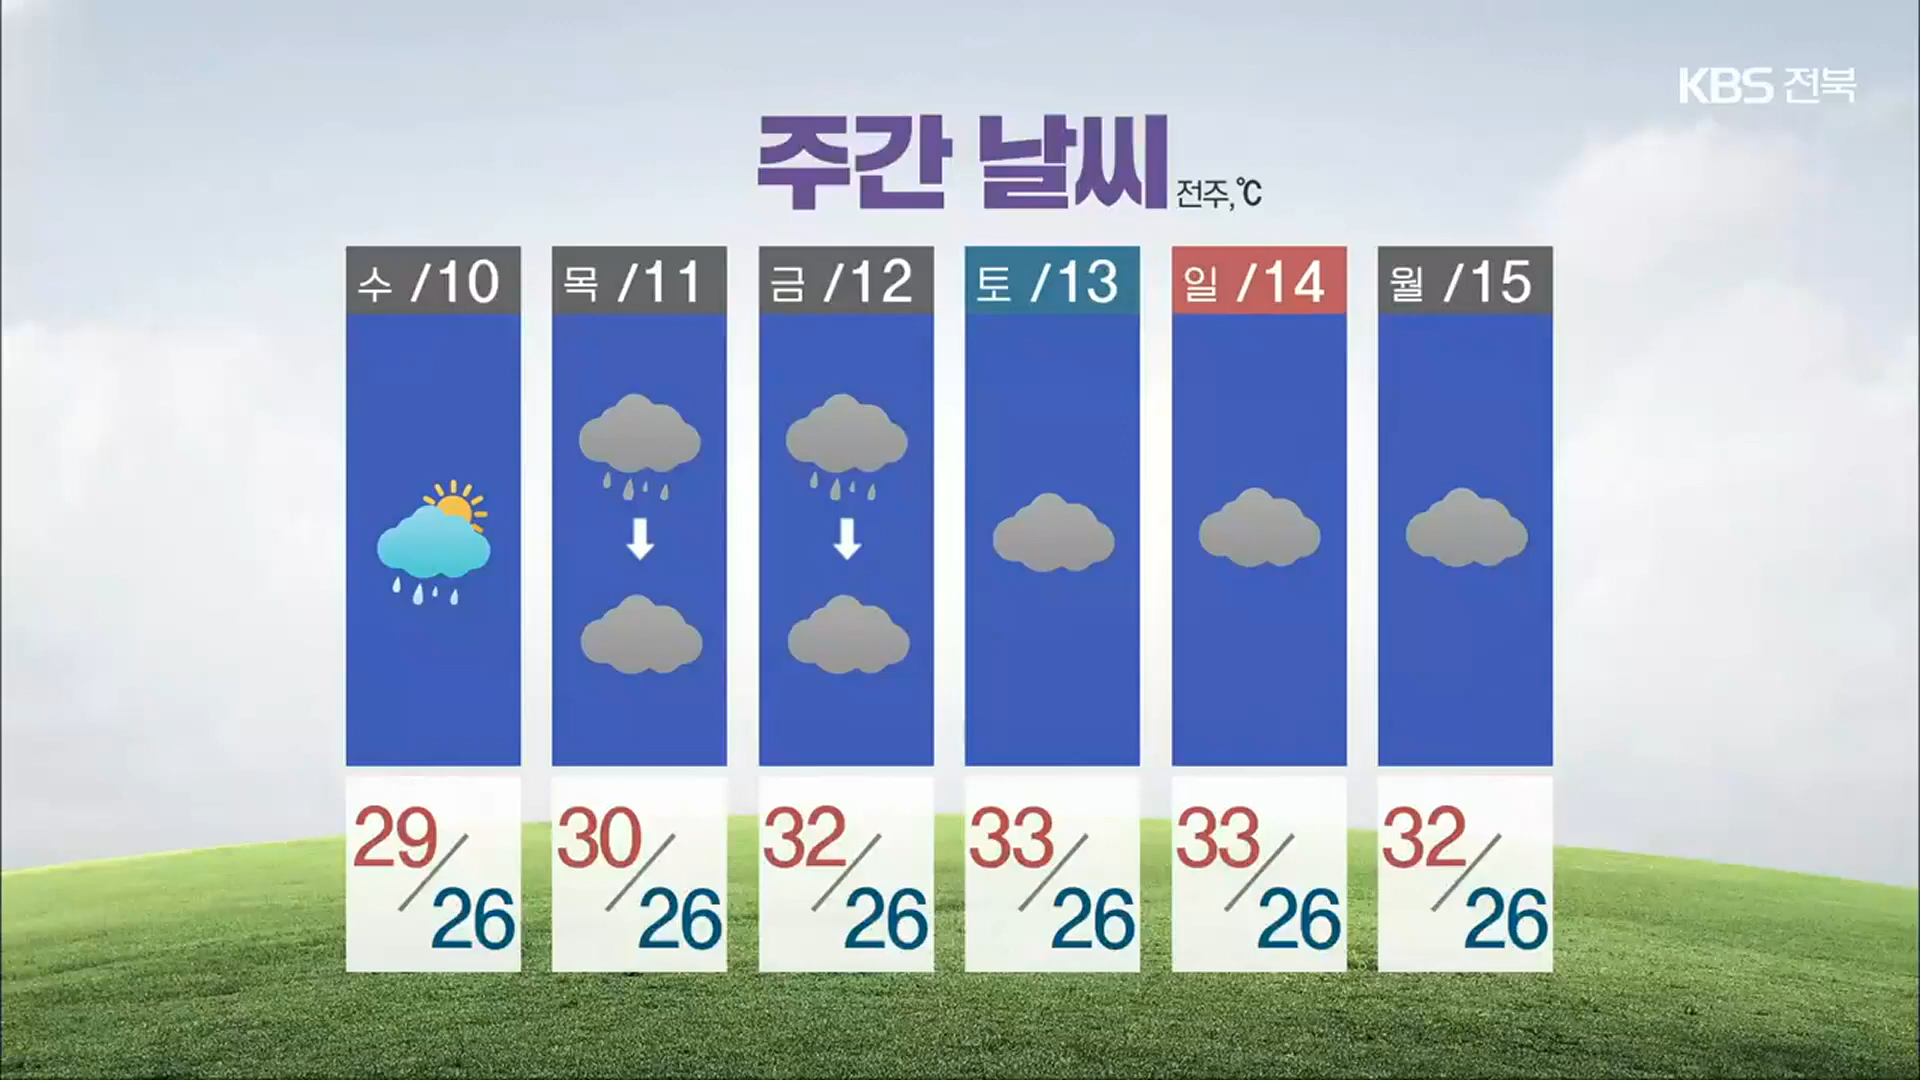 KBS 전북
주간 날씨 전주,℃
수 /10 목 /11 금 /12 토 /13 일 /14 월 /15
29/26 30/26 32/26 33/26 33/26 32/26